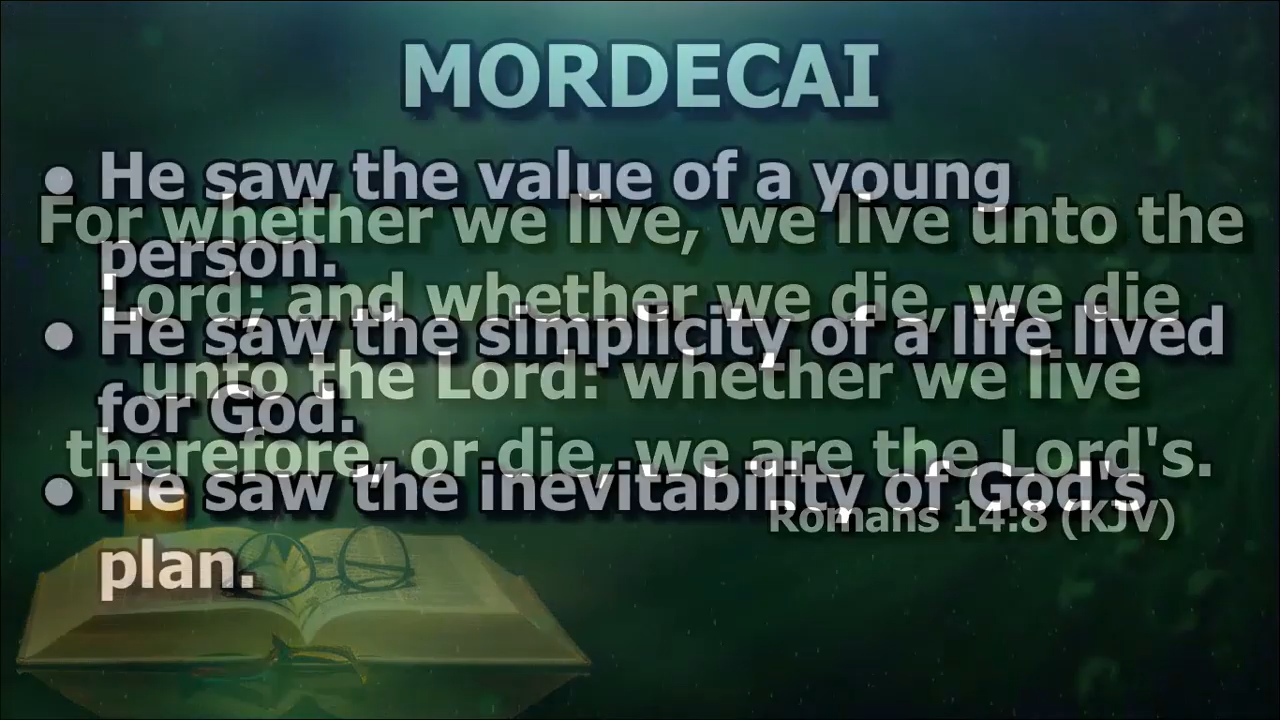 MORDECAI
● He saw the value of a young
person.
● He saw the simplicity of a life lived
for God.
● He saw the inevitability of God's
plan.
For whether we live, we live unto the
Lord; and whether we die, we die
unto the Lord: whether we live
therefore, or die, we are the Lord's.
Romans 14:8 (KJV)